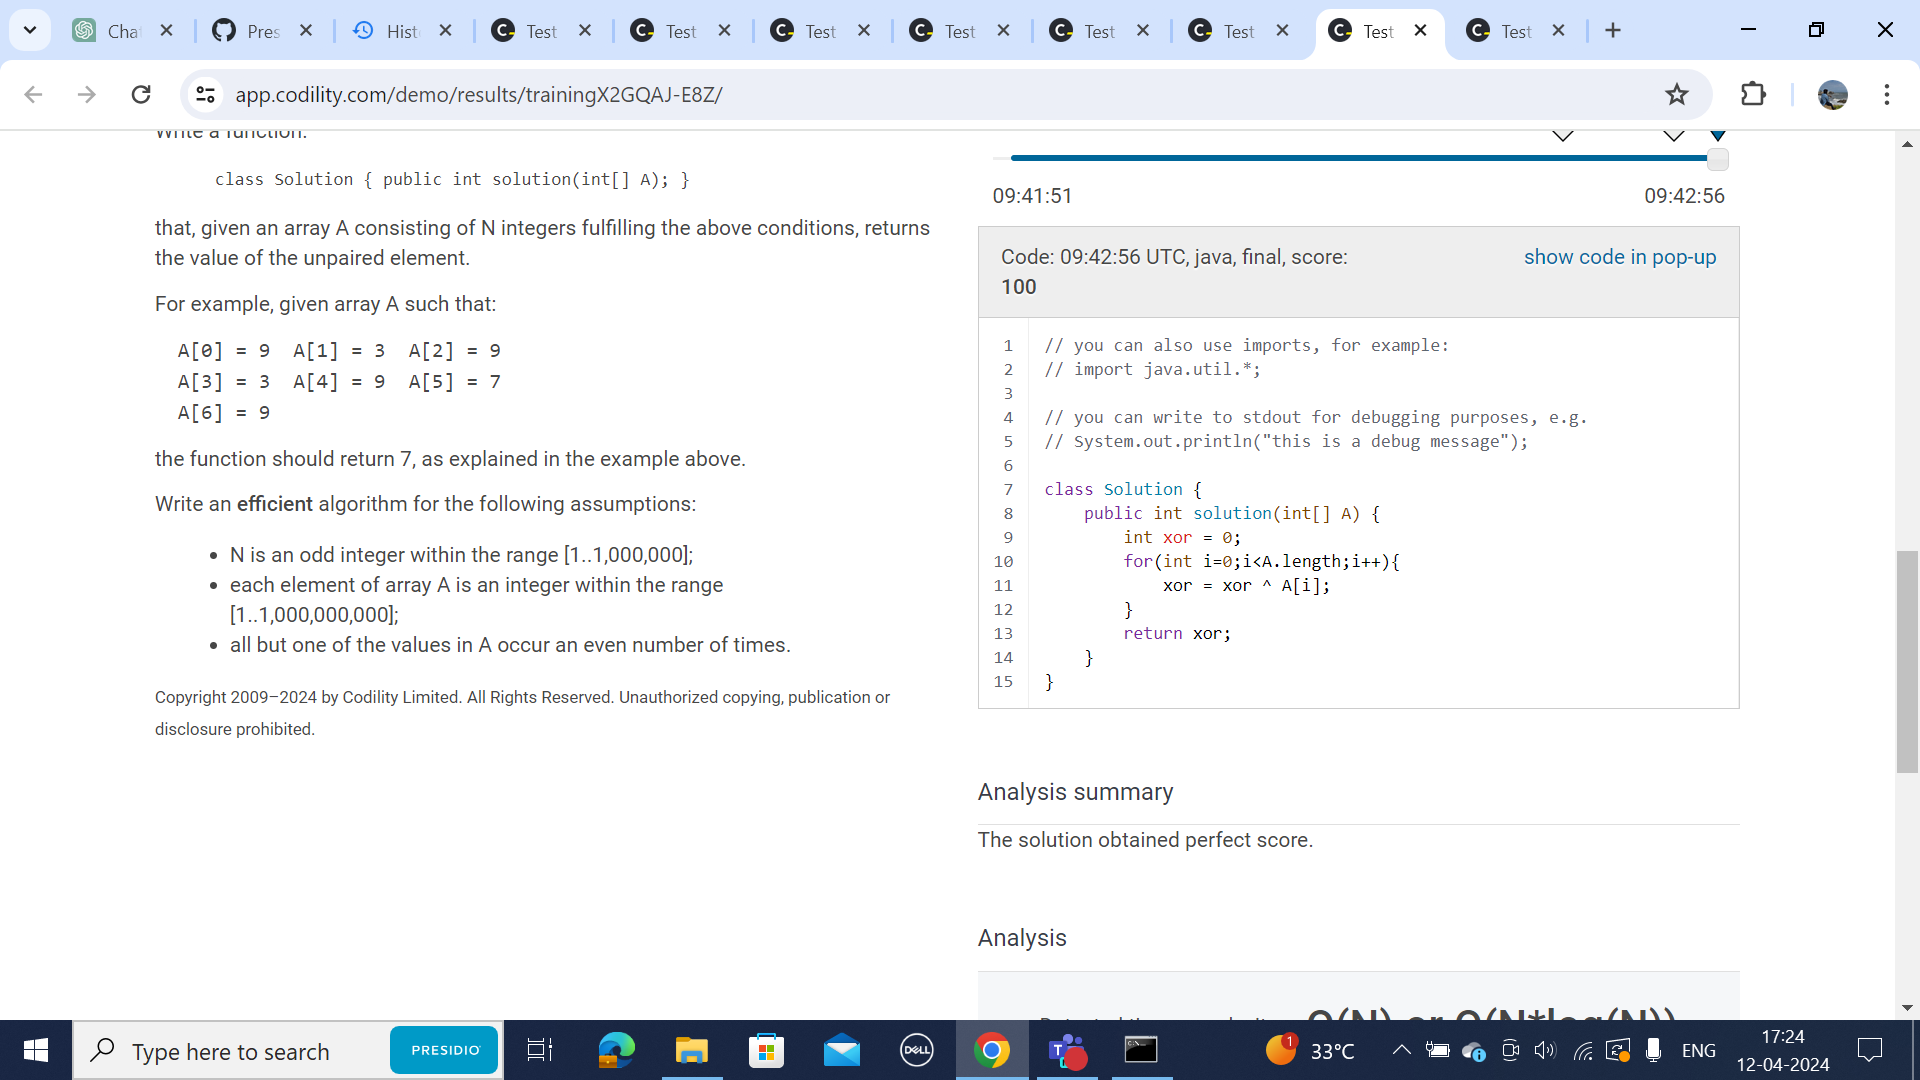 Cha
Pres
Hist
Test
Test
Test
Test
Test
Test
Test
Test
app.codility.com/demo/results/trainingX2GQAJ-E8Z/
Write a function:
class Solution { public int solution(int[] A); }
that, given an array A consisting of N integers fulfilling the above conditions, returns
the value of the unpaired element.
For example, given array A such that:
A[0] = 9  A[1] = 3  A[2] = 9
A[3] = 3  A[4] = 9  A[5] = 7
A[6] = 9
the function should return 7, as explained in the example above.
Write an efficient algorithm for the following assumptions:
• N is an odd integer within the range [1..1,000,000];
• each element of array A is an integer within the range
[1..1,000,000,000];
• all but one of the values in A occur an even number of times.
Copyright 2009–2024 by Codility Limited. All Rights Reserved. Unauthorized copying, publication or
disclosure prohibited.
09:41:51
09:42:56
Code: 09:42:56 UTC, java, final, score:
100
show code in pop-up
1 // you can also use imports, for example:
2 // import java.util.*;
3
4 // you can write to stdout for debugging purposes, e.g.
5 // System.out.println("this is a debug message");
6
7 class Solution {
8     public int solution(int[] A) {
9         int xor = 0;
10         for(int i=0;i<A.length;i++){
11             xor = xor ^ A[i];
12         }
13         return xor;
14     }
15 }
Analysis summary
The solution obtained perfect score.
Analysis
O(N) or O(N*log(N))
Type here to search
PRESIDIO
DELL
1
33°C
ENG
17:24
12-04-2024